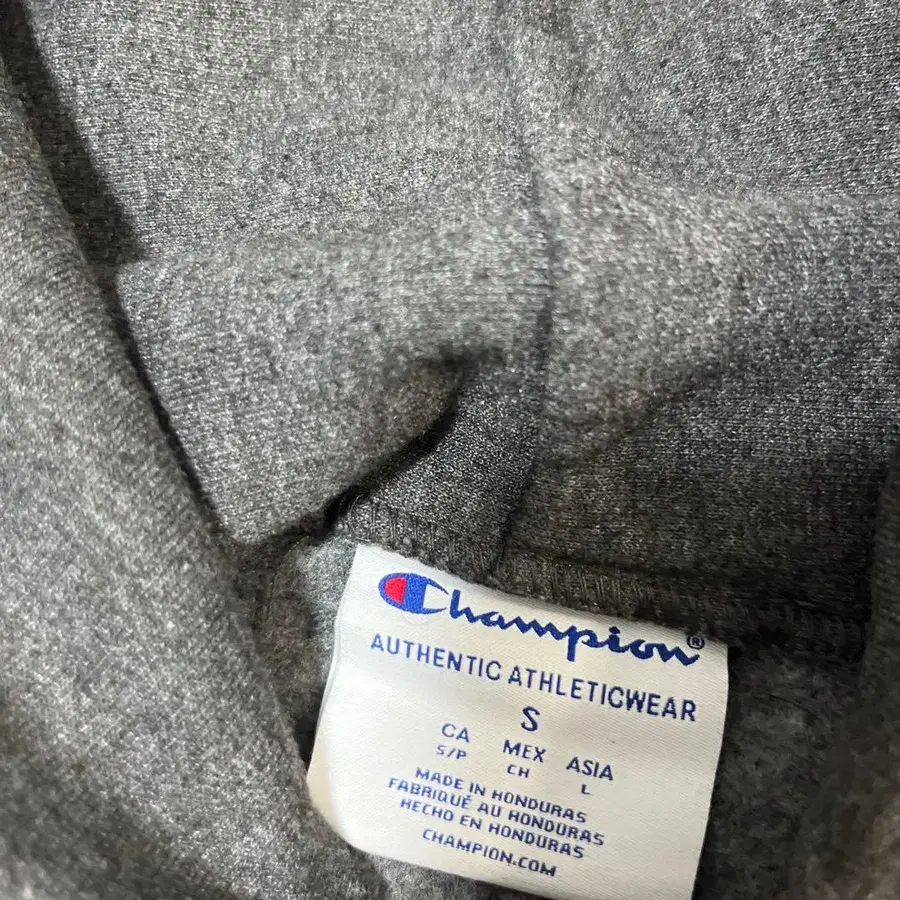 Champion®
AUTHENTIC ATHLETICWEAR
S
CA MEX ASIA
S/P CH L
MADE IN HONDURAS
FABRIQUÉ AU HONDURAS
HECHO EN HONDURAS
CHAMPION.COM